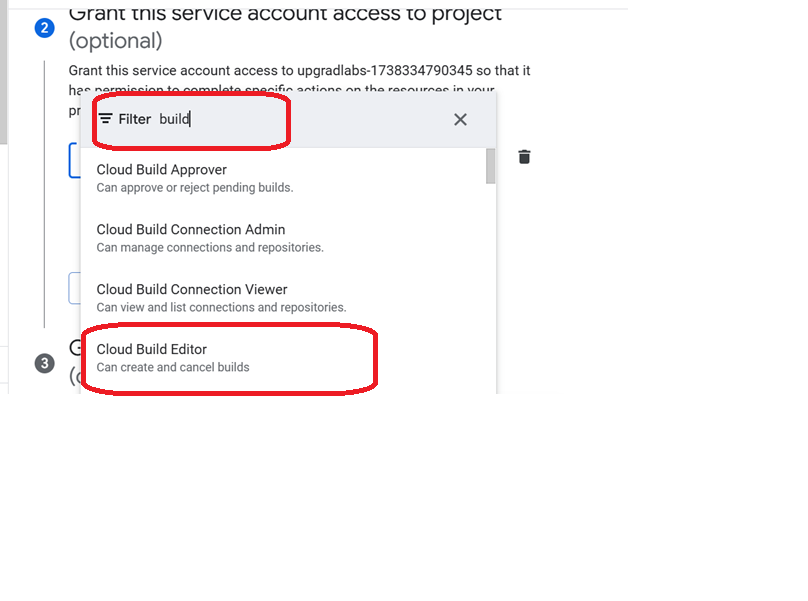 2
Grant this service account access to project
(optional)
Grant this service account access to upgradlabs-1738334790345 so that it
has permission to complete specific actions on the resources in your
Filter build
Cloud Build Approver
Can approve or reject pending builds.
Cloud Build Connection Admin
Can manage connections and repositories.
Cloud Build Connection Viewer
Can view and list connections and repositories.
3
Cloud Build Editor
Can create and cancel builds